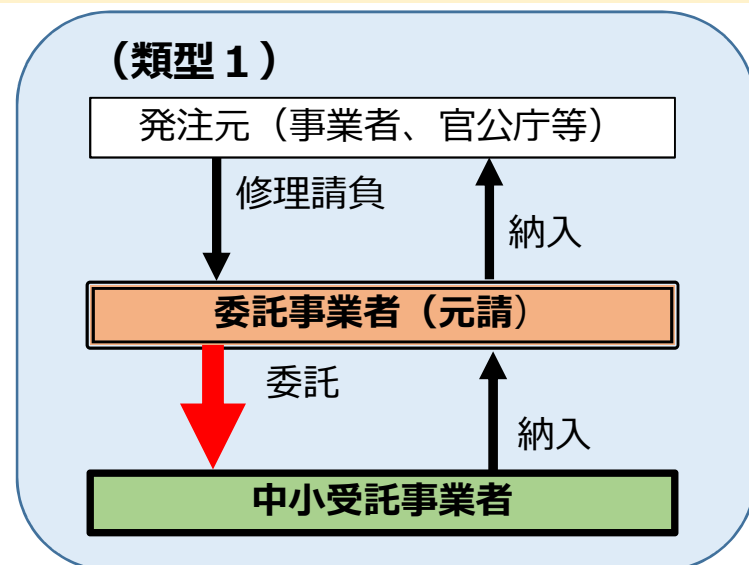 （類型１）
発注元（事業者、官公庁等）
修理請負
納入
委託事業者（元請）
委託
納入
中小受託事業者